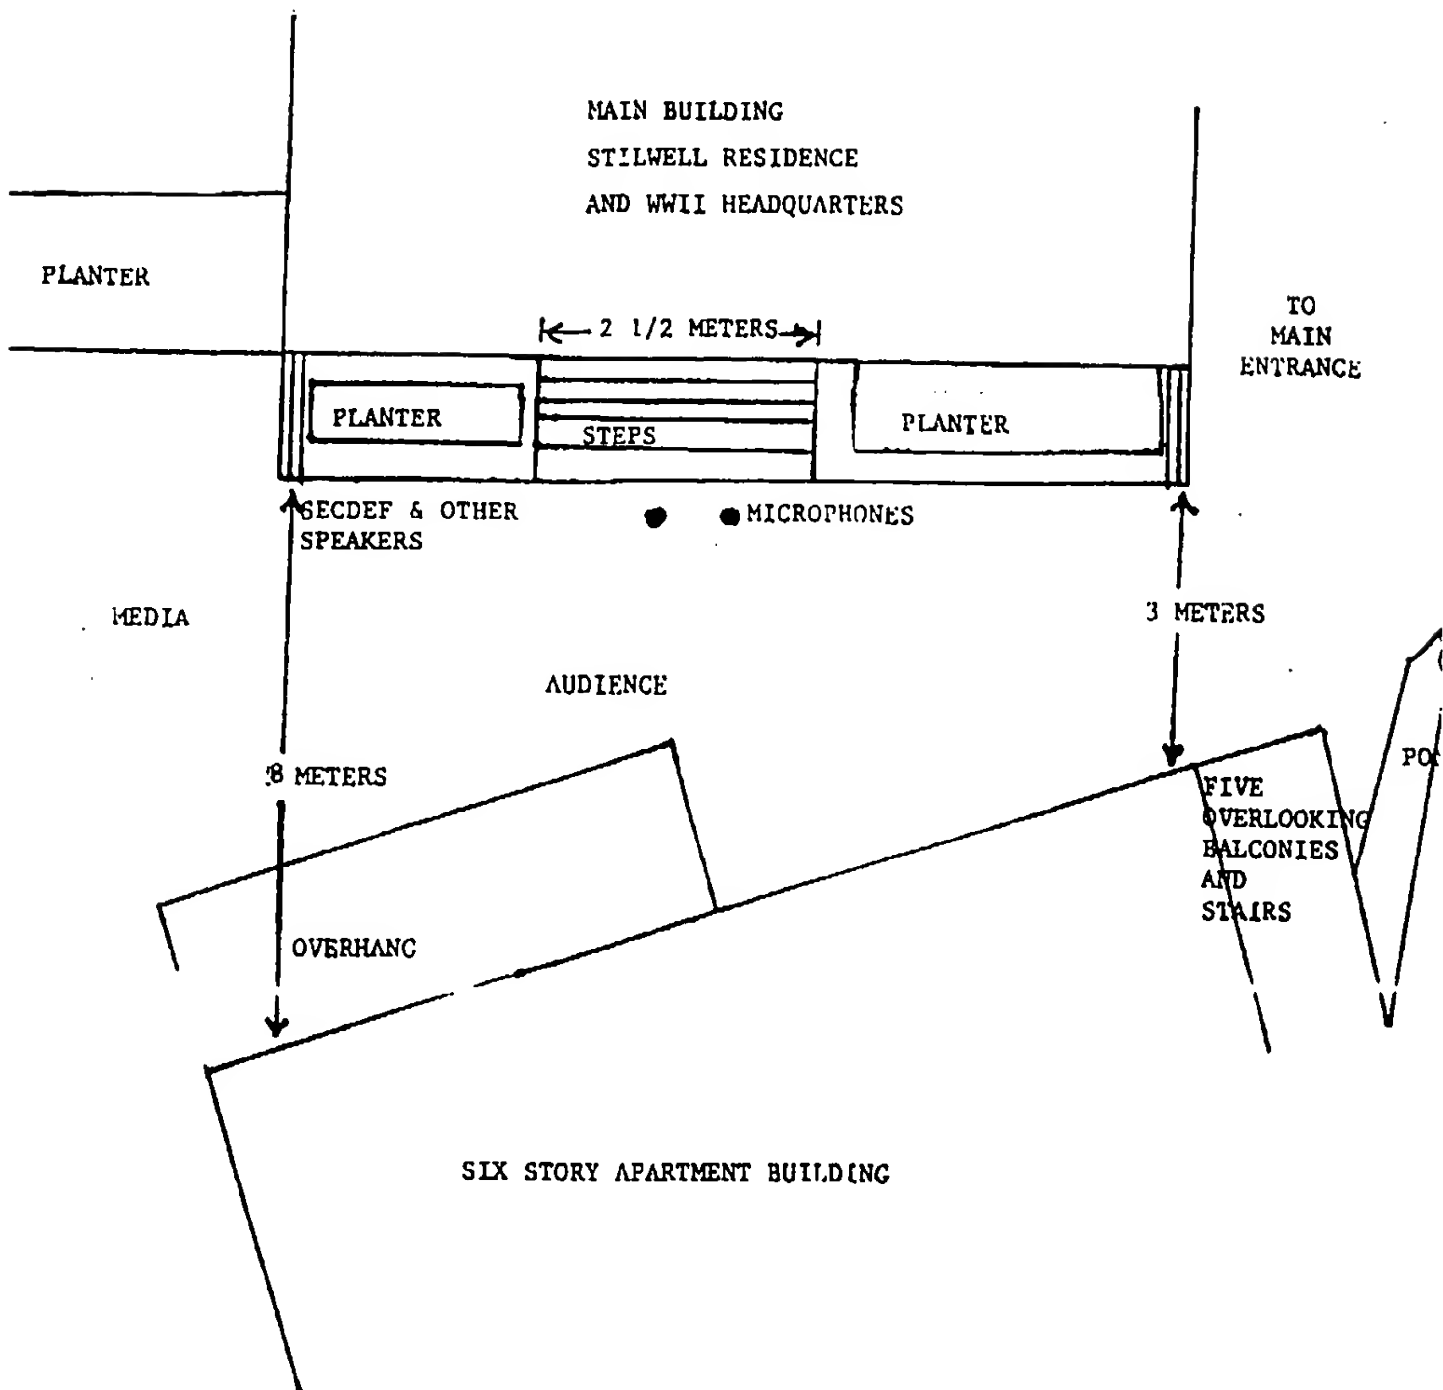 MAIN BUILDING
STILWELL RESIDENCE
AND WWII HEADQUARTERS
PLANTER
TO
MAIN
ENTRANCE
2 1/2 METERS
PLANTER
STEPS
PLANTER
SECDEF & OTHER
SPEAKERS
MICROPHONES
MEDIA
3 METERS
AUDIENCE
8 METERS
FIVE
OVERLOOKING
BALCONIES
AND
STAIRS
OVERHANG
SIX STORY APARTMENT BUILDING